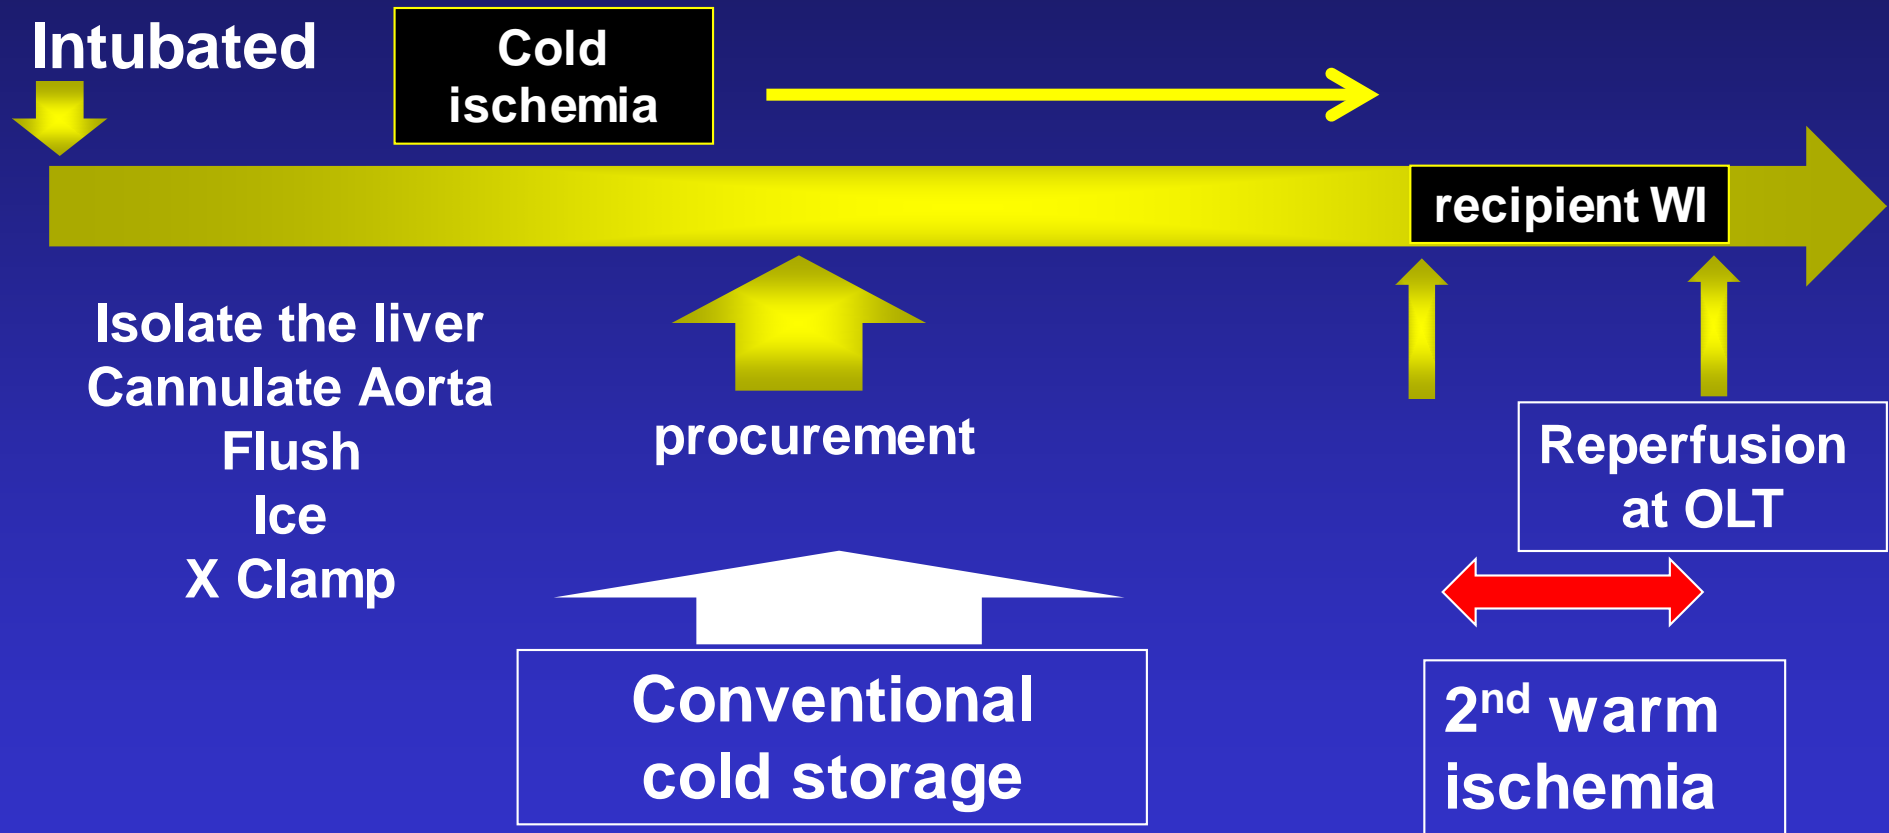 Intubated
Cold
ischemia
recipient WI
Isolate the liver
Cannulate Aorta
Flush
Ice
X Clamp
procurement
Reperfusion
at OLT
Conventional
cold storage
2nd warm
ischemia